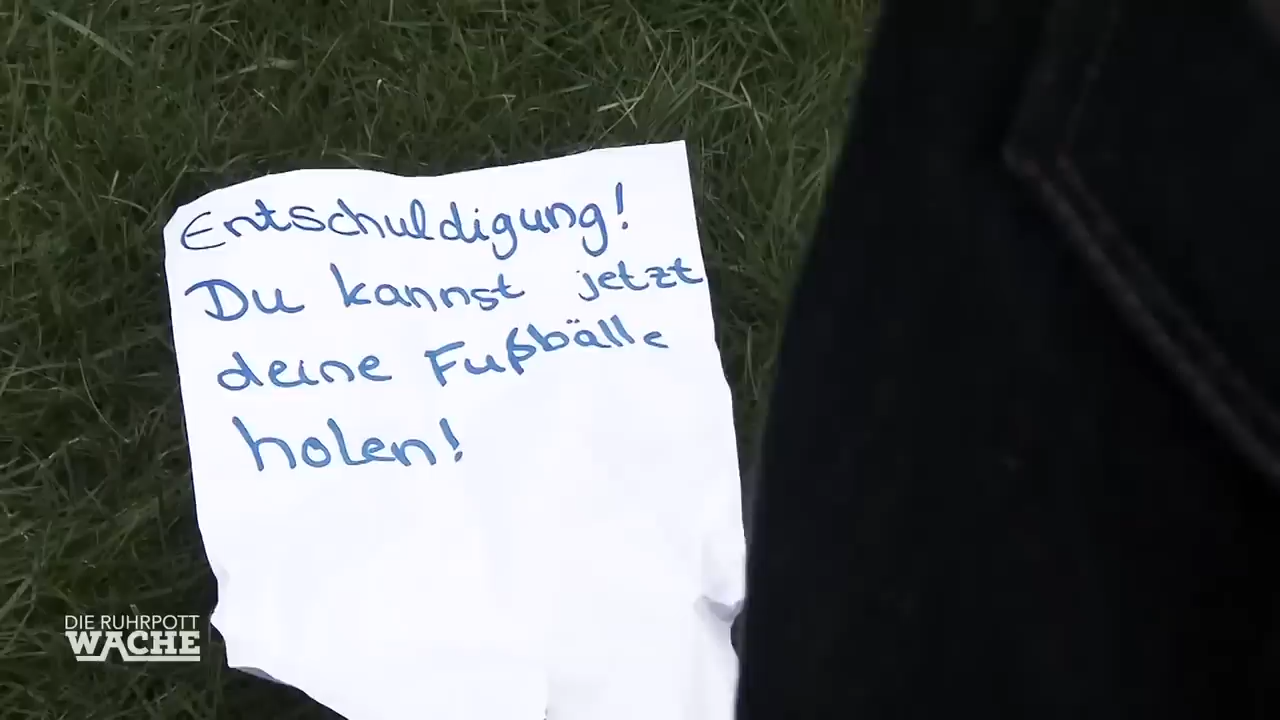 Entschuldigung!
Du kannst jetzt
deine Fußbälle
holen!
DIE RUHRPOTT
WACHE